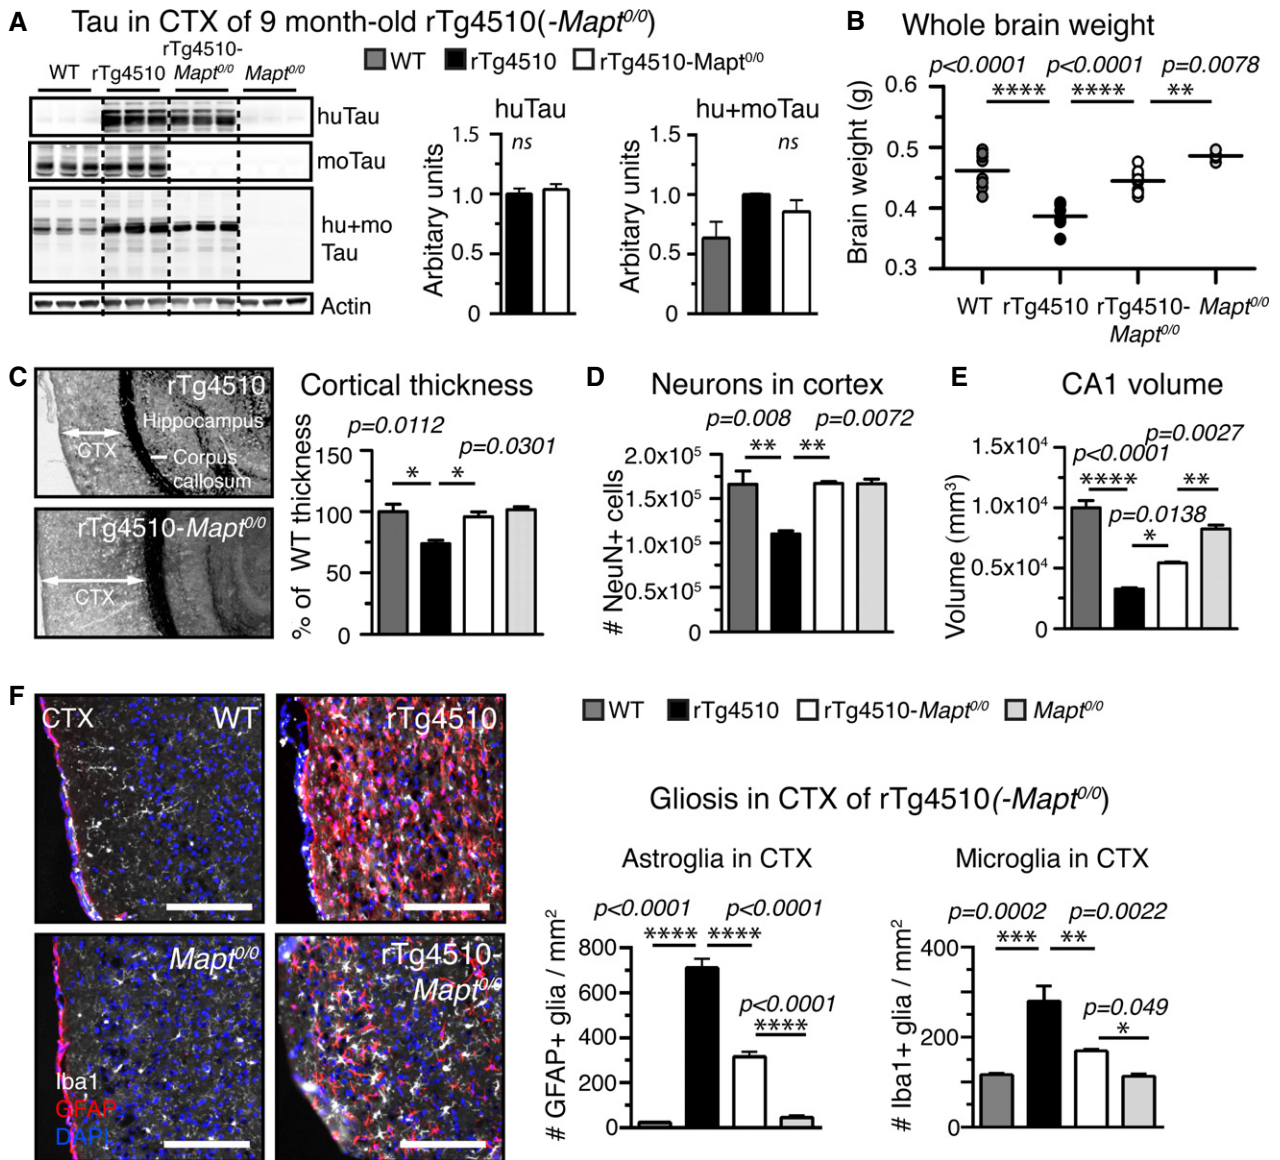 A
Tau in CTX of 9 month-old rTg4510(-Mapt0/0)
WT rTg4510 rTg4510-Mapt0/0 Mapt0/0
huTau
moTau
hu+mo
Tau
Actin
WT rTg4510 rTg4510-Mapt0/0
huTau
ns
Arbitary units
1.5
1.0
0.5
0
hu+moTau
ns
Arbitary units
1.5
1.0
0.5
0
B
Whole brain weight
p<0.0001 p<0.0001 p=0.0078
**** **** **
Brain weight (g)
0.6
0.5
0.4
0.3
WT rTg4510 rTg4510-Mapt0/0 Mapt0/0
C
rTg4510
Hippocampus
CTX
Corpus
callosum
rTg4510-Mapt0/0
CTX
Cortical thickness
p=0.0112
p=0.0301
* *
% of WT thickness
150
100
50
0
D
Neurons in cortex
p=0.008 p=0.0072
** **
# NeuN+ cells
2.0x10⁵
1.5x10⁵
1.0x10⁵
0.5x10⁵
0
E
CA1 volume
p=0.0027
p<0.0001
**** **
p=0.0138
*
Volume (mm³)
1.5x10⁴
1.0x10⁴
0.5x10⁴
0
F
CTX WT
rTg4510
Mapt0/0
Iba1
GFAP
DAPI
rTg4510-
Mapt0/0
WT rTg4510 rTg4510-Mapt0/0 Mapt0/0
Gliosis in CTX of rTg4510(-Mapt0/0)
Astroglia in CTX
p<0.0001 p<0.0001
**** ****
p<0.0001
****
# GFAP+ glia / mm²
800
600
400
200
0
Microglia in CTX
p=0.0002 p=0.0022
*** **
p=0.049
*
# Iba1+ glia / mm²
400
200
0